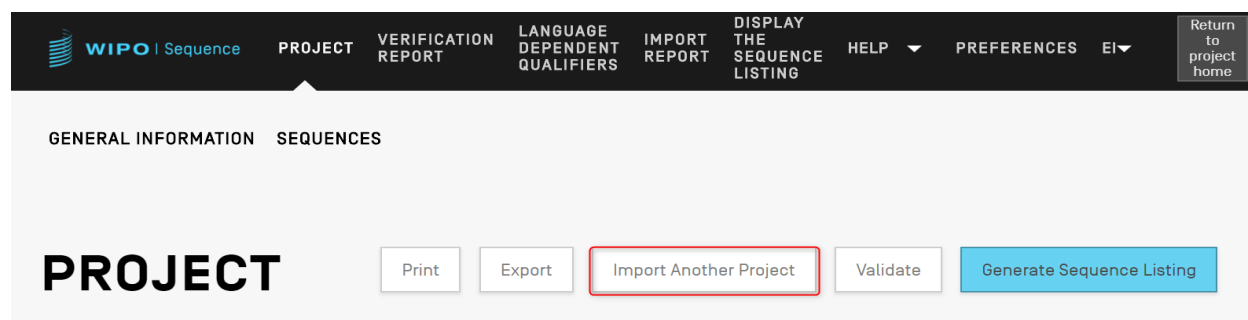 WIPO | Sequence
PROJECT
VERIFICATION
REPORT
LANGUAGE
DEPENDENT
QUALIFIERS
IMPORT
REPORT
DISPLAY
THE
SEQUENCE
LISTING
HELP
PREFERENCES
EI
Return
to
project
home
GENERAL INFORMATION SEQUENCES
PROJECT
Print
Export
Import Another Project
Validate
Generate Sequence Listing